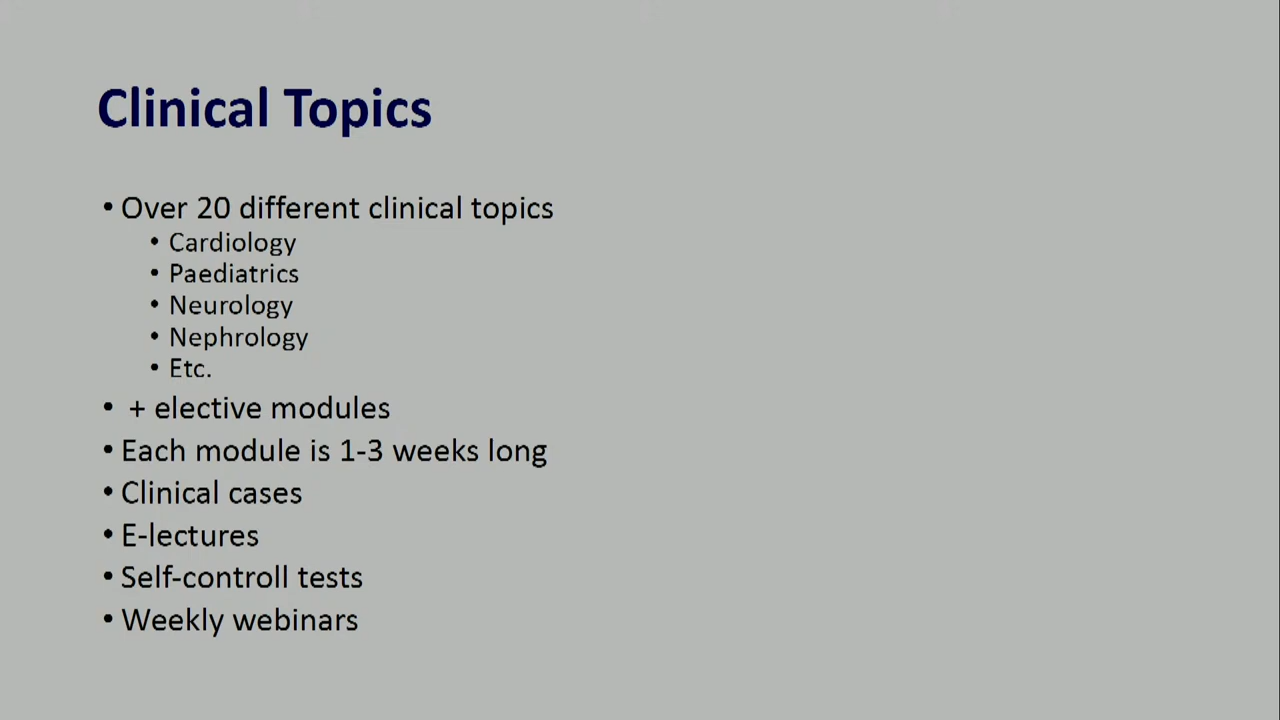 Clinical Topics
• Over 20 different clinical topics
• Cardiology
• Paediatrics
• Neurology
• Nephrology
• Etc.
• + elective modules
• Each module is 1-3 weeks long
• Clinical cases
• E-lectures
• Self-controll tests
• Weekly webinars